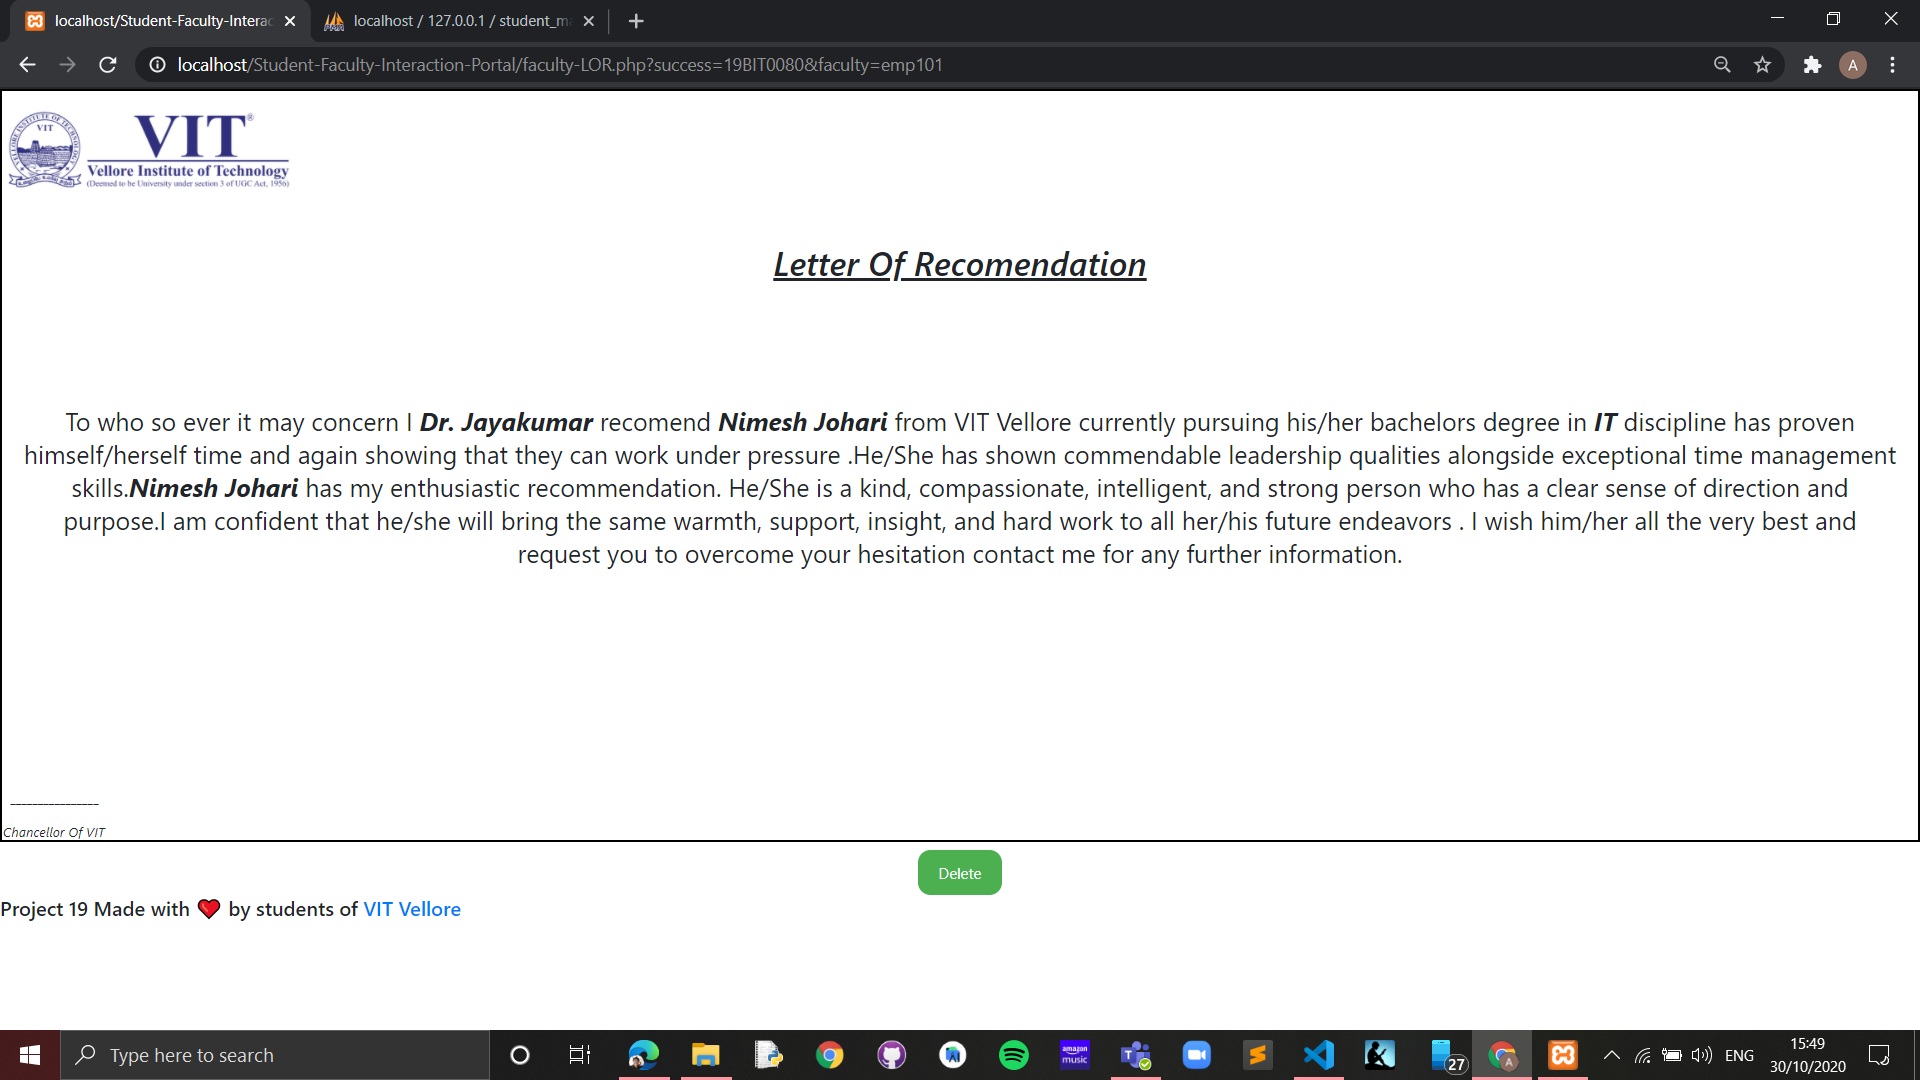 localhost/Student-Faculty-Interac
localhost / 127.0.0.1 / student_m
localhost/Student-Faculty-Interaction-Portal/faculty-LOR.php?success=19BIT0080&faculty=emp101
A
VIT
VIT®
Vellore Institute of Technology
(Deemed to be University under section 3 of UGC Act, 1956)
Letter Of Recomendation
To who so ever it may concern I Dr. Jayakumar recomend Nimesh Johari from VIT Vellore currently pursuing his/her bachelors degree in IT discipline has proven
himself/herself time and again showing that they can work under pressure .He/She has shown commendable leadership qualities alongside exceptional time management
skills.Nimesh Johari has my enthusiastic recommendation. He/She is a kind, compassionate, intelligent, and strong person who has a clear sense of direction and
purpose.I am confident that he/she will bring the same warmth, support, insight, and hard work to all her/his future endeavors . I wish him/her all the very best and
request you to overcome your hesitation contact me for any further information.
________________
Chancellor Of VIT
Delete
Project 19 Made with ❤ by students of VIT Vellore
Type here to search
amazon
music
27
A
ENG
15:49
30/10/2020